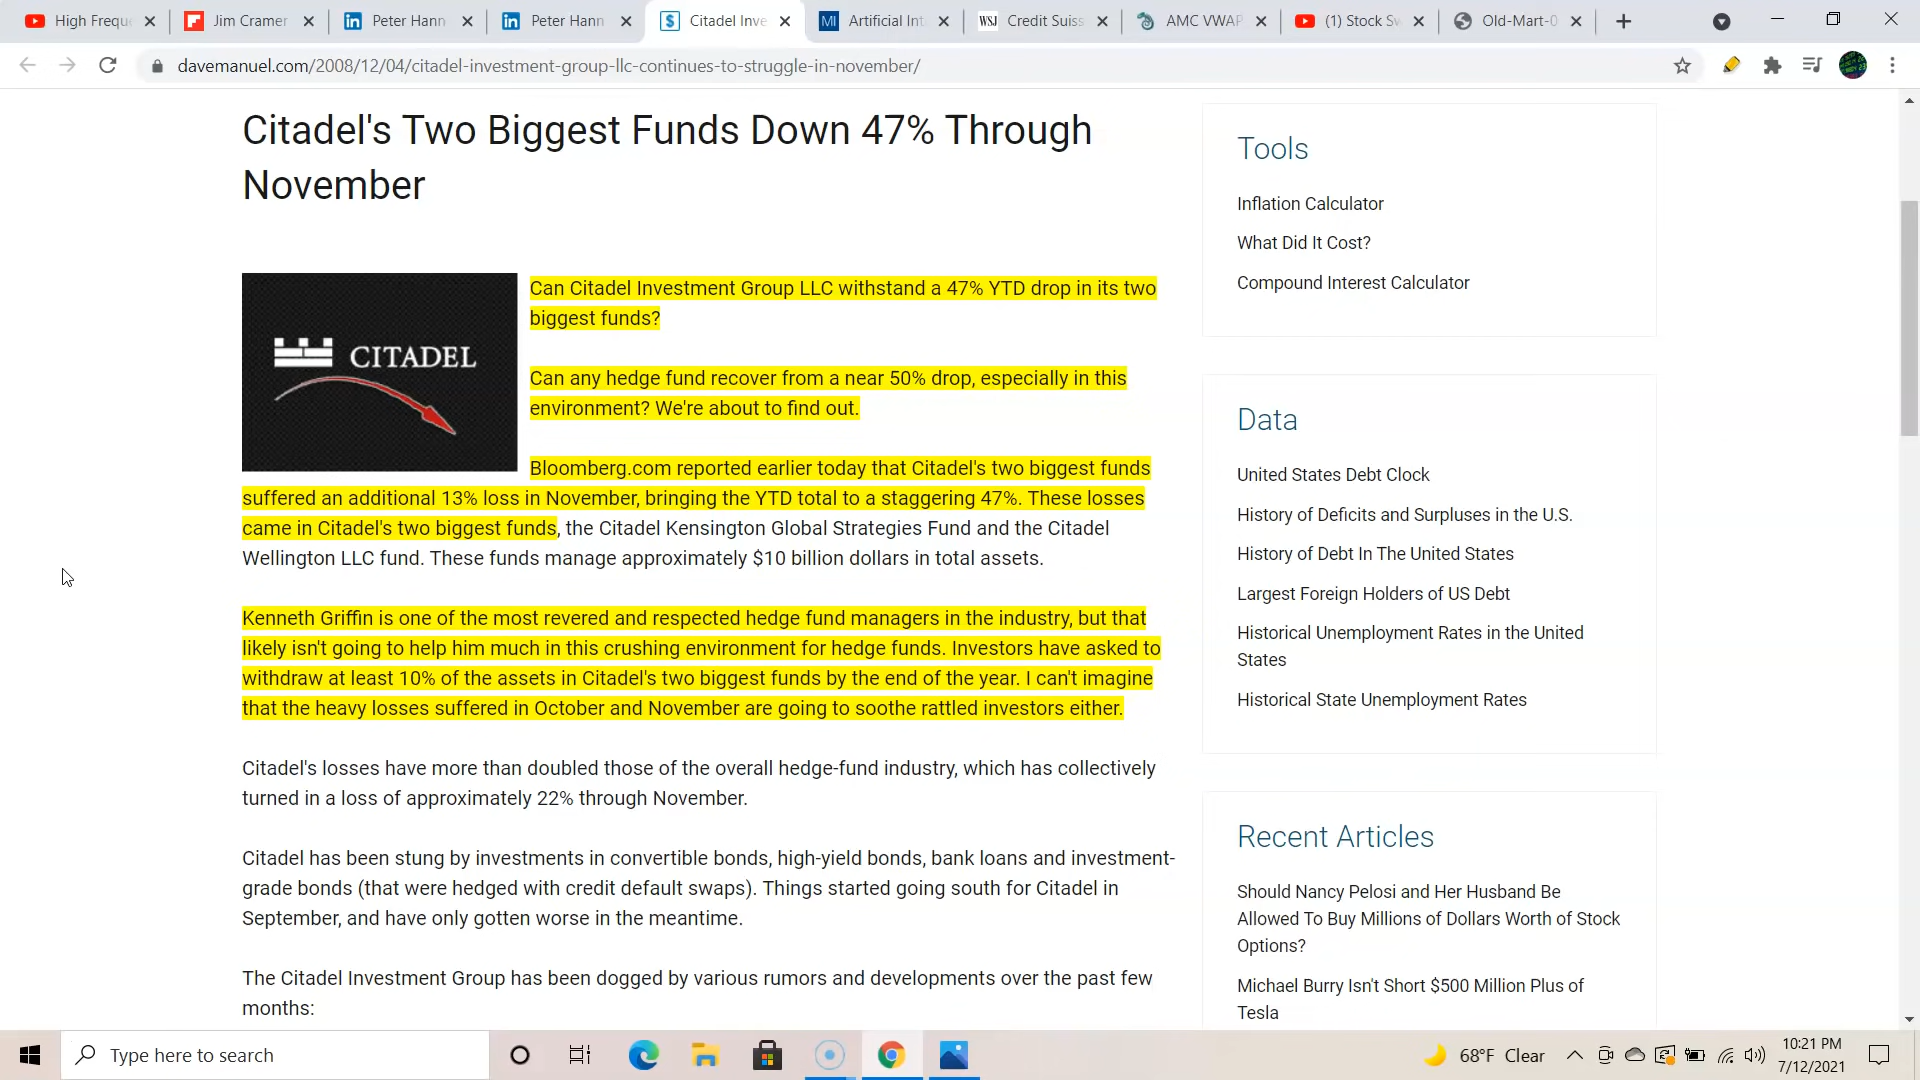 High Freque
Jim Cramer
Peter Hann
Peter Hann
Citadel Inve
MI
Artificial Int
WSJ
Credit Suiss
AMC VWAP
(1) Stock Sw
Old-Mart-0
davemanuel.com/2008/12/04/citadel-investment-group-llc-continues-to-struggle-in-november/
Citadel's Two Biggest Funds Down 47% Through
November
CITADEL
Can Citadel Investment Group LLC withstand a 47% YTD drop in its two
biggest funds?
Can any hedge fund recover from a near 50% drop, especially in this
environment? We're about to find out.
Bloomberg.com reported earlier today that Citadel's two biggest funds
suffered an additional 13% loss in November, bringing the YTD total to a staggering 47%. These losses
came in Citadel's two biggest funds, the Citadel Kensington Global Strategies Fund and the Citadel
Wellington LLC fund. These funds manage approximately $10 billion dollars in total assets.
Kenneth Griffin is one of the most revered and respected hedge fund managers in the industry, but that
likely isn't going to help him much in this crushing environment for hedge funds. Investors have asked to
withdraw at least 10% of the assets in Citadel's two biggest funds by the end of the year. I can't imagine
that the heavy losses suffered in October and November are going to soothe rattled investors either.
Citadel's losses have more than doubled those of the overall hedge-fund industry, which has collectively
turned in a loss of approximately 22% through November.
Citadel has been stung by investments in convertible bonds, high-yield bonds, bank loans and investment-
grade bonds (that were hedged with credit default swaps). Things started going south for Citadel in
September, and have only gotten worse in the meantime.
The Citadel Investment Group has been dogged by various rumors and developments over the past few
months:
Tools
Inflation Calculator
What Did It Cost?
Compound Interest Calculator
Data
United States Debt Clock
History of Deficits and Surpluses in the U.S.
History of Debt In The United States
Largest Foreign Holders of US Debt
Historical Unemployment Rates in the United
States
Historical State Unemployment Rates
Recent Articles
Should Nancy Pelosi and Her Husband Be
Allowed To Buy Millions of Dollars Worth of Stock
Options?
Michael Burry Isn't Short $500 Million Plus of
Tesla
Type here to search
68°F Clear
10:21 PM
7/12/2021